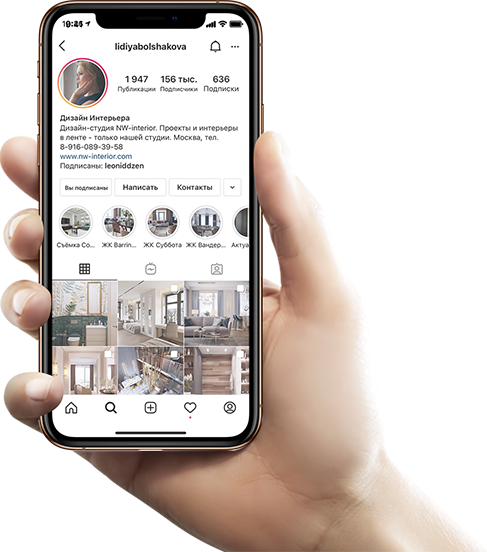 lidiyabolshakova
1 947 156 тыс. 636
Публикации Подписчики Подписки
Дизайн Интерьера
Дизайн-студия NW-interior. Проекты и интерьеры
в ленте - только нашей студии. Москва, тел.
8-916-089-39-58
www.nw-interior.com
Подписаны: leoniddzen
Вы подписаны Написать Контакты
Съёмка Со... ЖК Barrin... ЖК Суббота ЖК Вандер... Актуа